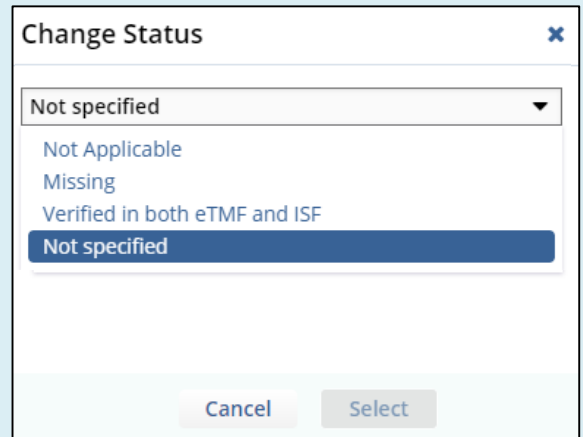 Change Status
Not specified
Not Applicable
Missing
Verified in both eTMF and ISF
Not specified
Cancel Select